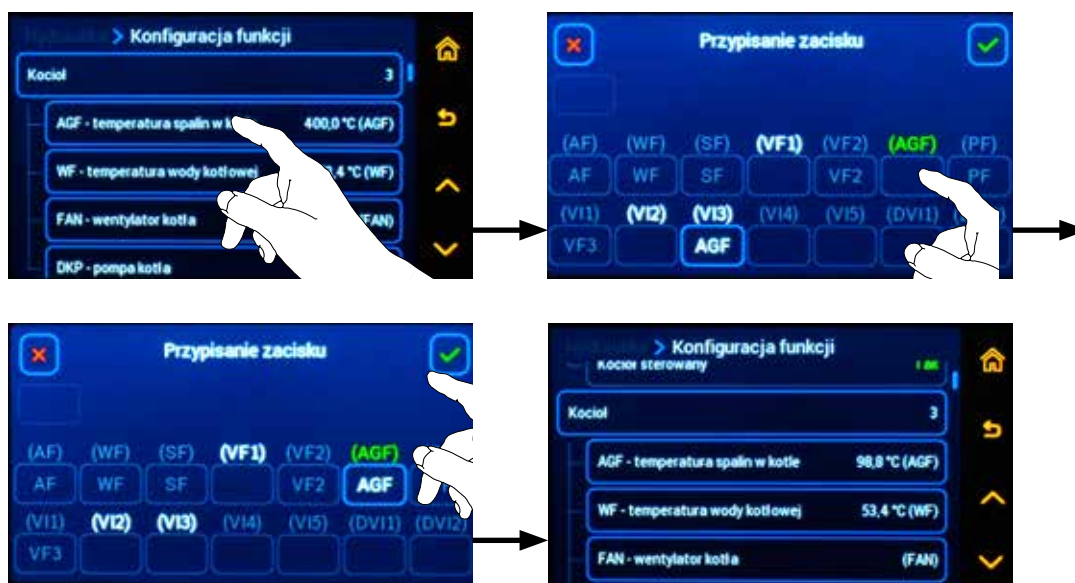 > Konfiguracja funkcji
Kocioł 3
AGF - temperatura spalin w 400,0 °C (AGF)
WF - temperatura wody kotłowej 3,4 °C (WF)
FAN - wentylator kotła FAN)
DKP - pompa kotła
Przypisanie zacisku
(AF) (WF) (SF) (VF1) (VF2) (AGF) (PF)
AF WF SF VF2 PF
(VI1) (VI2) (VI3) (VI4) (VI5) (DVI1)
VF3 AGF
Przypisanie zacisku
(AF) (WF) (SF) (VF1) (VF2) (AGF)
AF WF SF VF2 AGF
(VI1) (VI2) (VI3) (VI4) (VI5) (DVI1) (DVI2)
VF3
> Konfiguracja funkcji
Kocioł sterowany Tak
Kocioł 3
AGF - temperatura spalin w kotle 98,8 °C (AGF)
WF - temperatura wody kotłowej 53,4 °C (WF)
FAN - wentylator kotła (FAN)